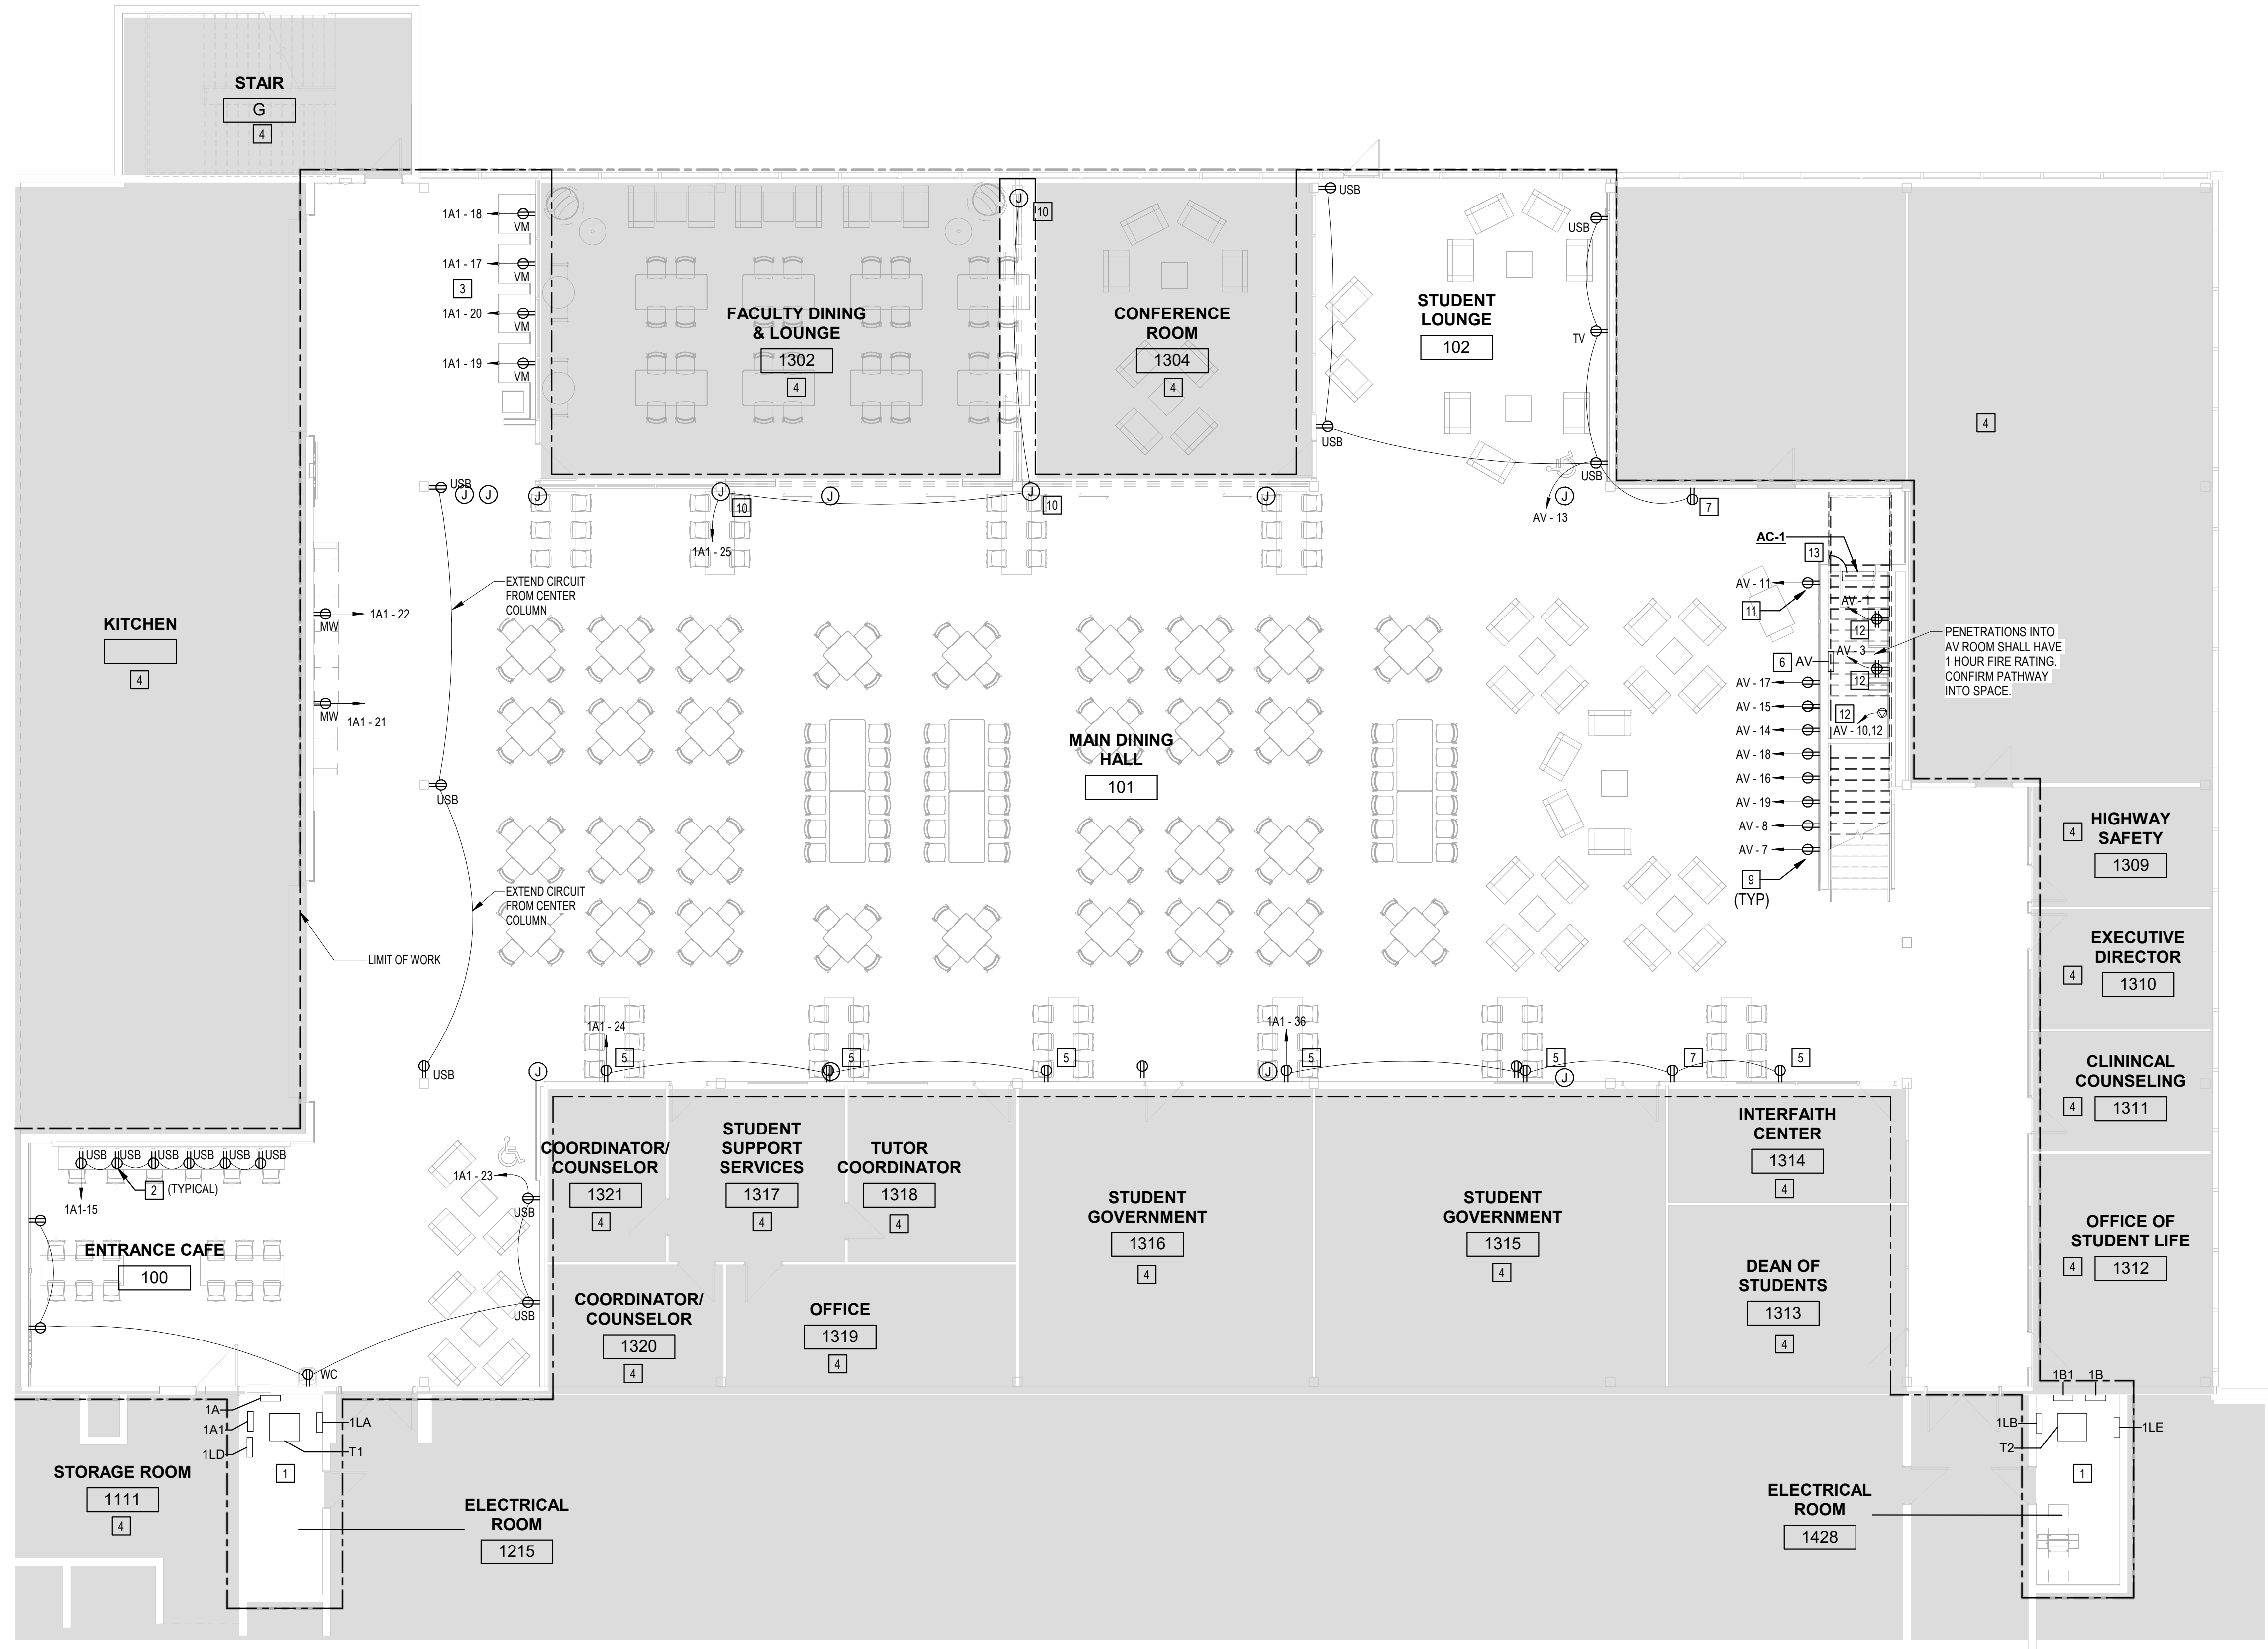 STAIR
G
4
1A1 - 18
VM
1A1 - 17
VM
3
1A1 - 20
VM
1A1 - 19
VM
FACULTY DINING
& LOUNGE
1302
4
J
10
CONFERENCE
ROOM
1304
4
USB
USB
STUDENT
LOUNGE
102
USB
TV
USB
4
USB
J
J
J
J
10
1A1 - 25
J
J
10
J
J
AV - 13
7
EXTEND CIRCUIT
FROM CENTER
COLUMN
KITCHEN
4
MW
1A1 - 22
MW
1A1 - 21
USB
MAIN DINING
HALL
101
AC-1
13
AV - 11
11
AV - 1
12
6
AV
AV - 3
12
PENETRATIONS INTO
AV ROOM SHALL HAVE
1 HOUR FIRE RATING.
CONFIRM PATHWAY
INTO SPACE.
AV - 17
AV - 15
AV - 14
AV - 18
AV - 16
AV - 19
AV - 8
AV - 7
12
AV - 10,12
9
(TYP)
EXTEND CIRCUIT
FROM CENTER
COLUMN
LIMIT OF WORK
4
HIGHWAY
SAFETY
1309
4
EXECUTIVE
DIRECTOR
1310
4
CLININCAL
COUNSELING
1311
4
OFFICE OF
STUDENT LIFE
1312
USB
J
1A1 - 24
5
J
5
5
1A1 - 36
J
5
5
J
7
5
USB
USB
USB
USB
USB
USB
1A1-15
2
(TYPICAL)
1A1 - 23
USB
USB
ENTRANCE CAFE
100
WC
COORDINATOR/
COUNSELOR
1321
4
STUDENT
SUPPORT
SERVICES
1317
4
TUTOR
COORDINATOR
1318
4
COORDINATOR/
COUNSELOR
1320
4
OFFICE
1319
4
STUDENT
GOVERNMENT
1316
4
STUDENT
GOVERNMENT
1315
4
INTERFAITH
CENTER
1314
4
DEAN OF
STUDENTS
1313
4
1A
1A1
1LD
1LA
T1
1
STORAGE ROOM
1111
4
ELECTRICAL
ROOM
1215
1B1
1B
1LB
1LE
T2
1
ELECTRICAL
ROOM
1428